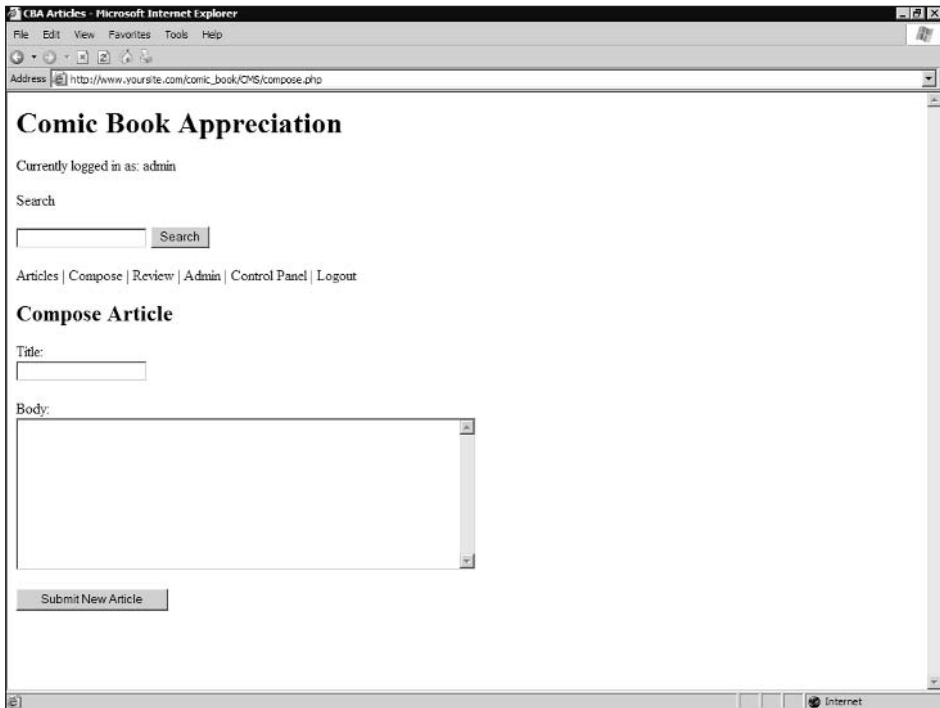 CBA Articles - Microsoft Internet Explorer
File Edit View Favorites Tools Help
Address http://www.yoursite.com/comic_book/CMS/compose.php
Comic Book Appreciation
Currently logged in as: admin
Search
Search
Articles | Compose | Review | Admin | Control Panel | Logout
Compose Article
Title:
Body:
Submit New Article
Internet